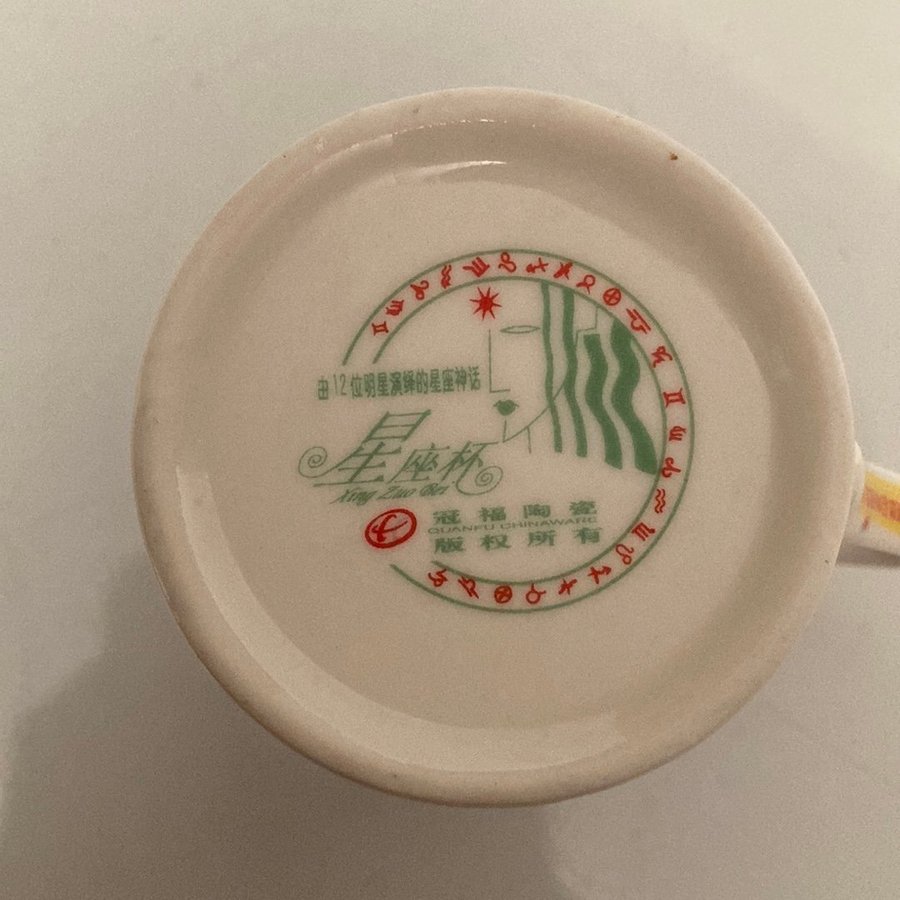 由12位明星演绎的星座神话
星座杯
Xing Zuo Bei
冠福陶瓷
GUANFU CHINAWARE
版权所有